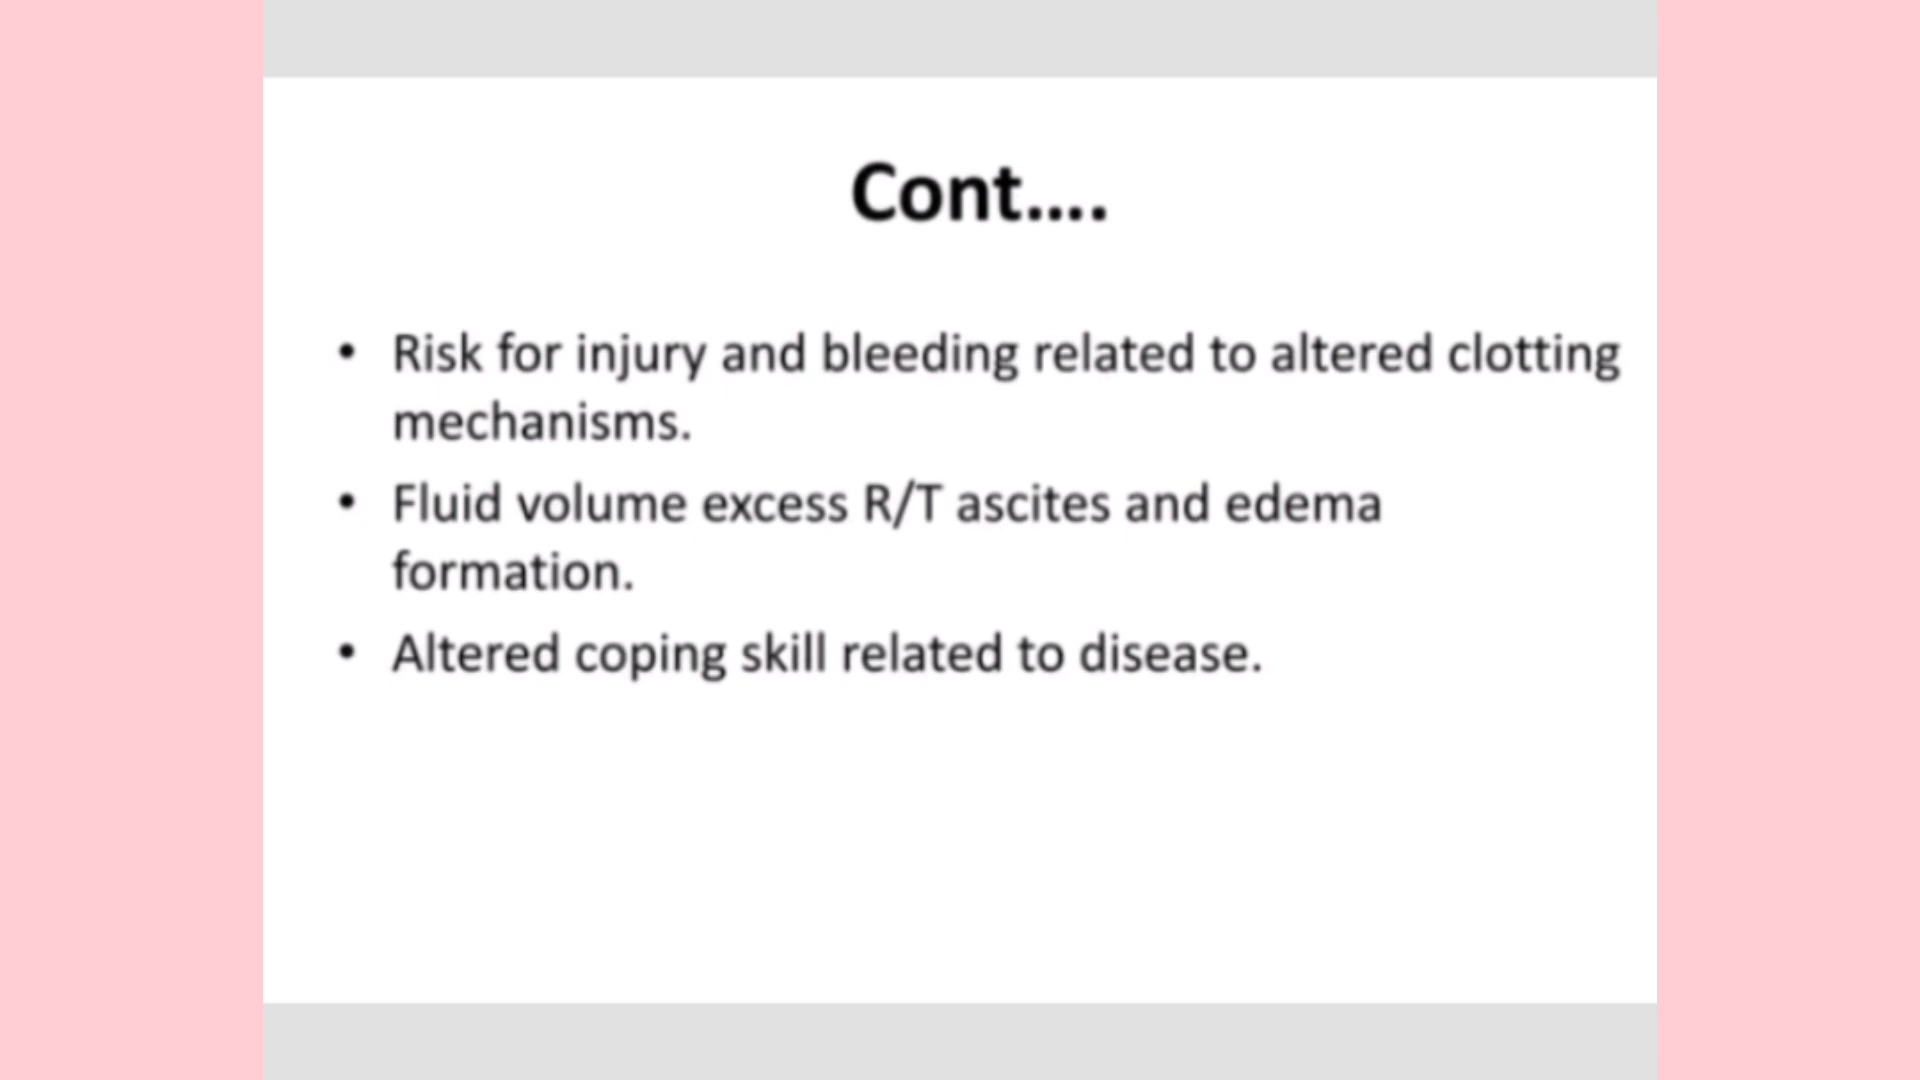 Cont....
• Risk for injury and bleeding related to altered clotting
mechanisms.
• Fluid volume excess R/T ascites and edema
formation.
• Altered coping skill related to disease.